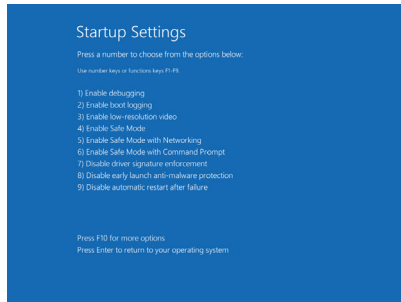 Startup Settings
Press a number to choose from the options below:
Use number keys or functions keys F1-F9.
1) Enable debugging
2) Enable boot logging
3) Enable low-resolution video
4) Enable Safe Mode
5) Enable Safe Mode with Networking
6) Enable Safe Mode with Command Prompt
7) Disable driver signature enforcement
8) Disable early launch anti-malware protection
9) Disable automatic restart after failure
Press F10 for more options
Press Enter to return to your operating system